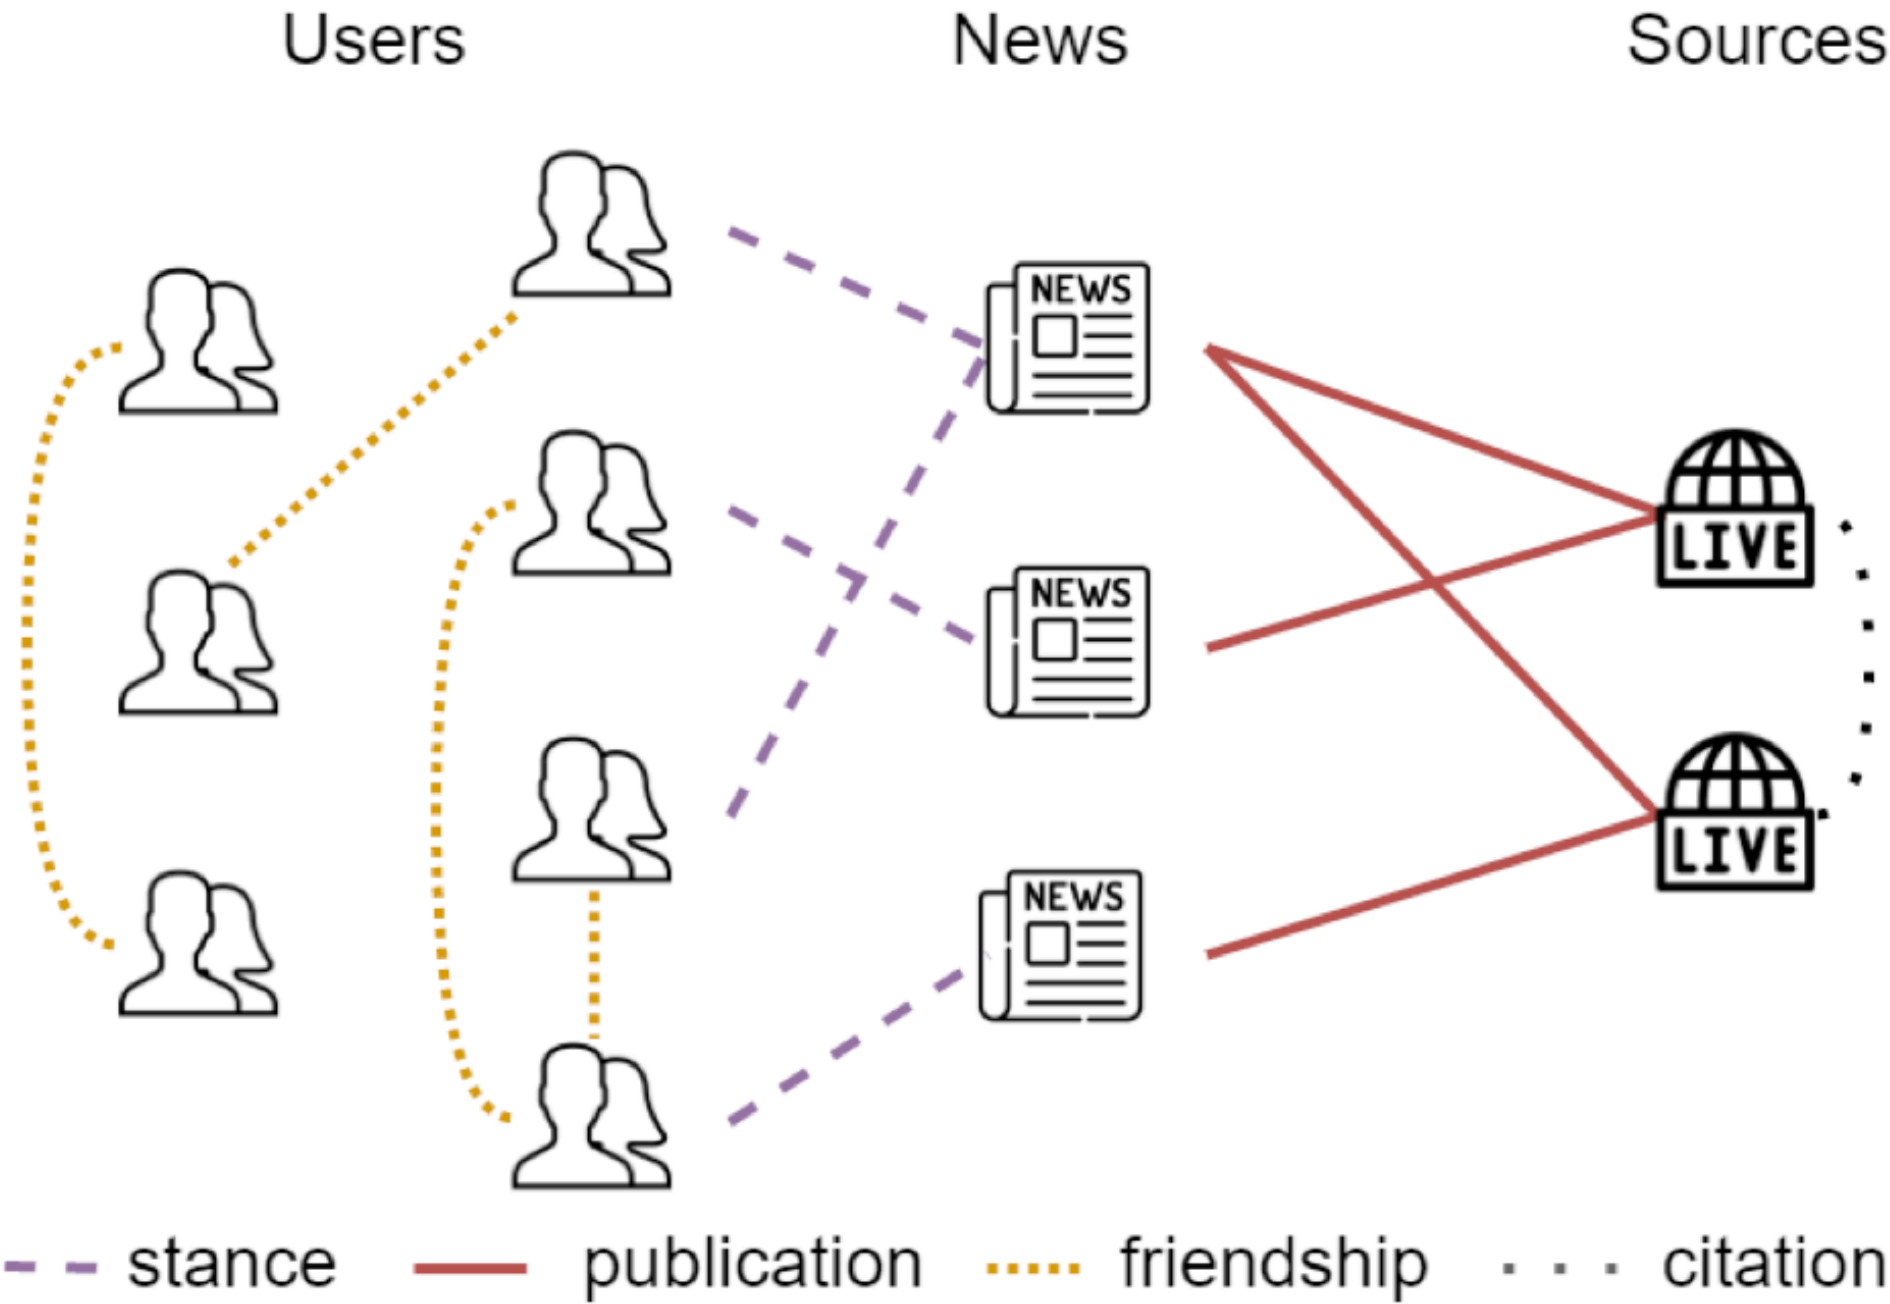 Users News Sources
NEWS
NEWS
LIVE
NEWS
LIVE
stance publication friendship citation